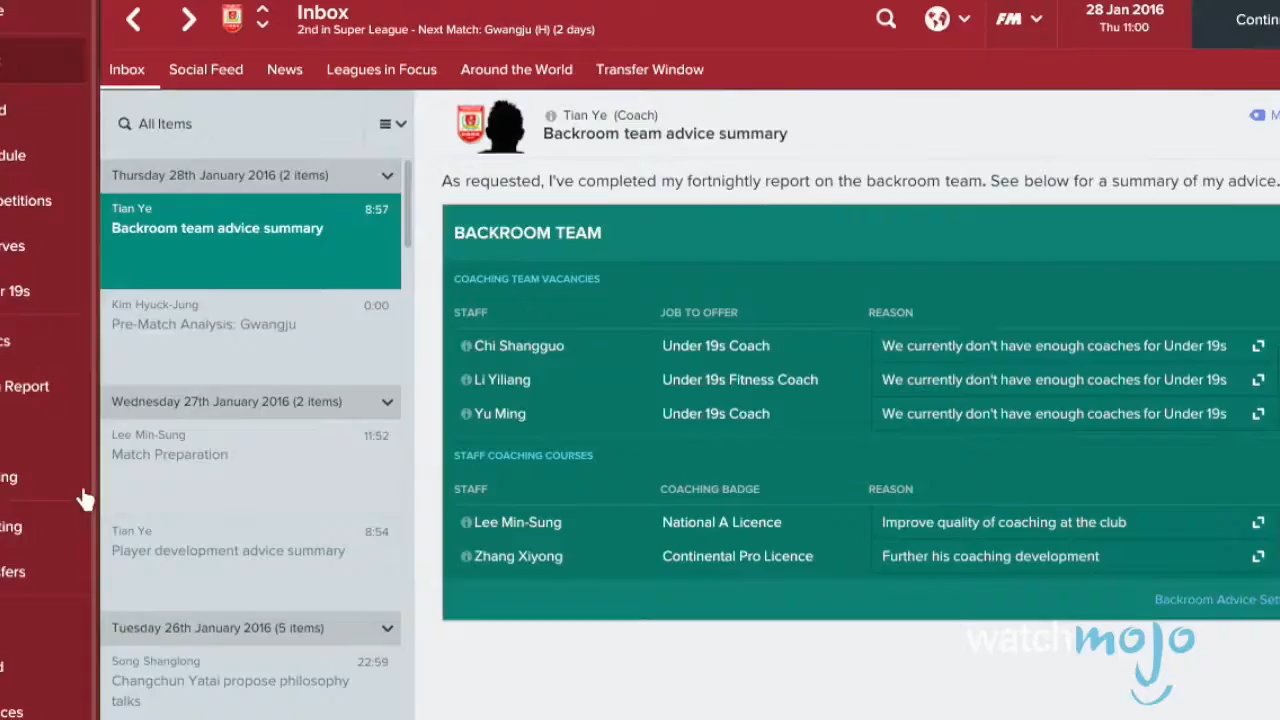 Inbox
2nd in Super League - Next Match: Gwangju (H) (2 days)
FM
28 Jan 2016
Thu 11:00
Inbox
Social Feed
News
Leagues in Focus
Around the World
Transfer Window
All Items
Thursday 28th January 2016 (2 items)
Tian Ye
8:57
Backroom team advice summary
Kim Hyuck-Jung
0:00
Pre-Match Analysis: Gwangju
Wednesday 27th January 2016 (2 items)
Lee Min-Sung
11:52
Match Preparation
Tian Ye
8:54
Player development advice summary
Tuesday 26th January 2016 (5 items)
Song Shanglong
22:59
Changchun Yatai propose philosophy
talks
Tian Ye (Coach)
Backroom team advice summary
As requested, I've completed my fortnightly report on the backroom team. See below for a summary of my advice.
BACKROOM TEAM
COACHING TEAM VACANCIES
STAFF JOB TO OFFER REASON
Chi Shangguo Under 19s Coach We currently don't have enough coaches for Under 19s
Li Yiliang Under 19s Fitness Coach We currently don't have enough coaches for Under 19s
Yu Ming Under 19s Coach We currently don't have enough coaches for Under 19s
STAFF COACHING COURSES
STAFF COACHING BADGE REASON
Lee Min-Sung National A Licence Improve quality of coaching at the club
Zhang Xiyong Continental Pro Licence Further his coaching development
Backroom Advice
watchmojo
Report